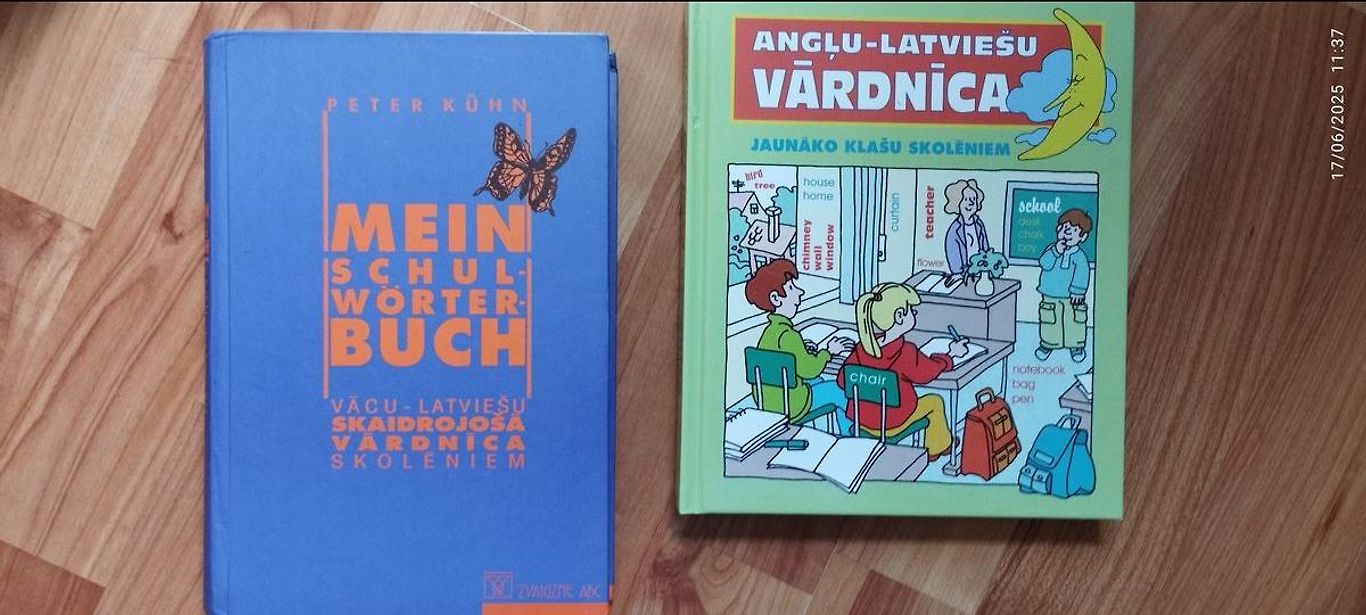 PETER KÜHN
MEIN
SCHUL-
WÖRTER-
BUCH
VĀCU-LATVIEŠU
SKAIDROJOŠĀ
VĀRDNĪCA
SKOLĒNIEM
ZVAIGZNE ABC
ANGĻU-LATVIEŠU
VĀRDNĪCA
JAUNĀKO KLAŠU SKOLĒNIEM
bird
tree
house
home
chimney
wall
window
curtain
teacher
flower
school
desk
chalk
boy
chair
notebook
bag
pen
17/06/2025 11:37